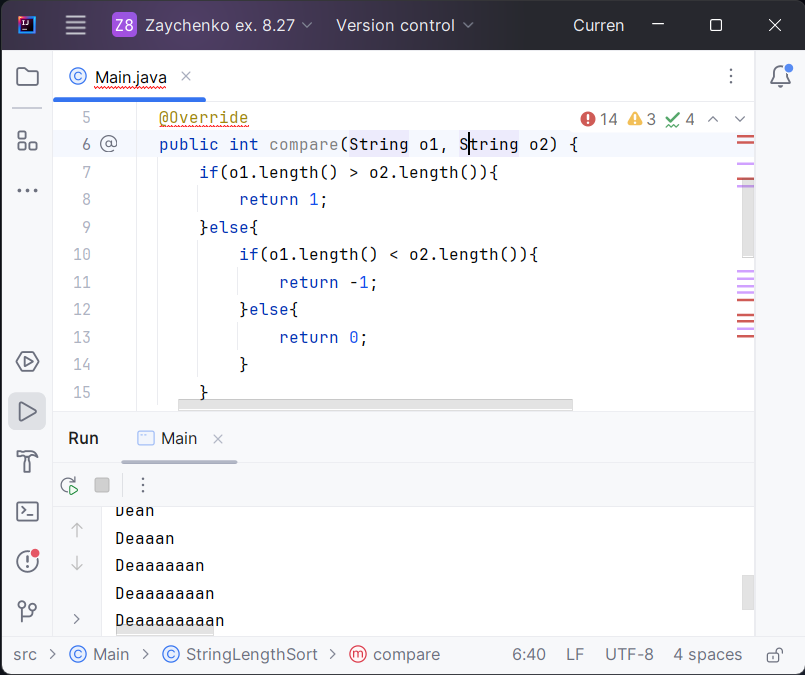 Z8 Zaychenko ex. 8.27 Version control Curren
Main.java
5 @Override 14 3 4
6 @ public int compare(String o1, String o2) {
7 if(o1.length() > o2.length()){
8 return 1;
9 }else{
10 if(o1.length() < o2.length()){
11 return -1;
12 }else{
13 return 0;
14 }
15 }
Run Main
Dean
Deaaan
Deaaaaaan
Deaaaaaaan
Deaaaaaaaan
src > Main > StringLengthSort > compare 6:40 LF UTF-8 4 spaces